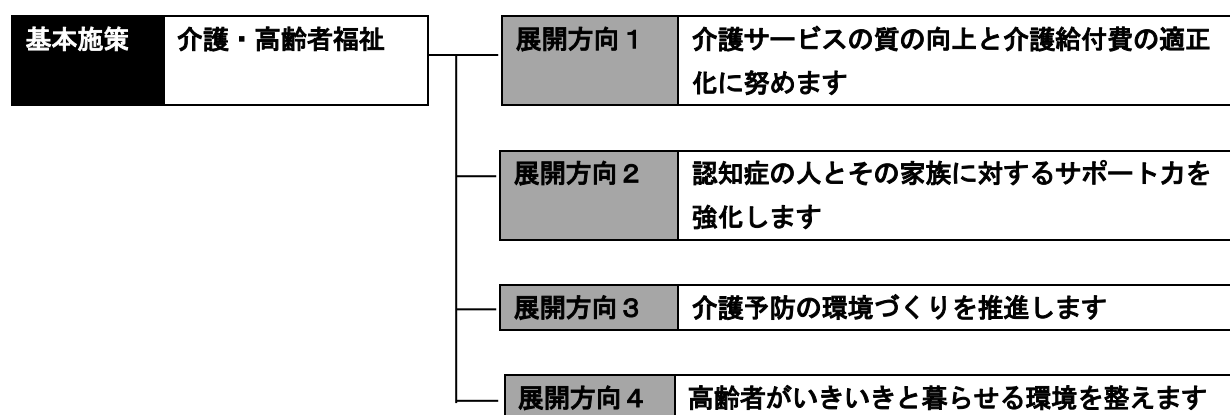 基本施策 介護・高齢者福祉
展開方向１ 介護サービスの質の向上と介護給付費の適正
化に努めます
展開方向２ 認知症の人とその家族に対するサポート力を
強化します
展開方向３ 介護予防の環境づくりを推進します
展開方向４ 高齢者がいきいきと暮らせる環境を整えます